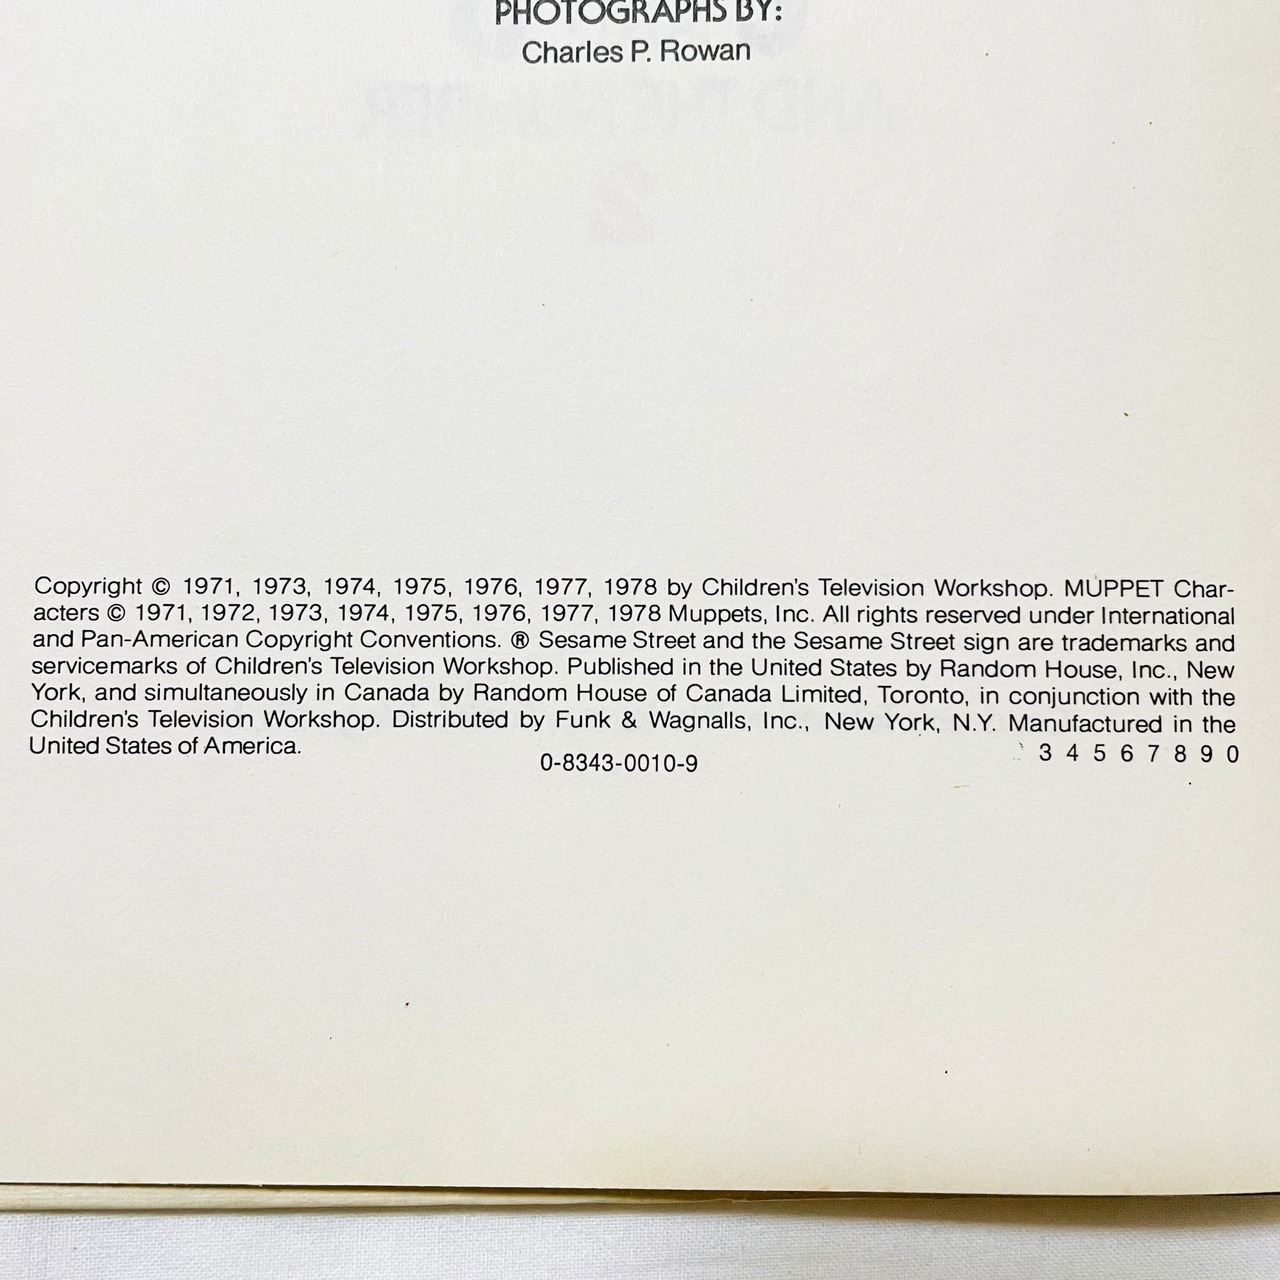 PHOTOGRAPHS BY:
Charles P. Rowan
AND THE NUMBER
2
Copyright © 1971, 1973, 1974, 1975, 1976, 1977, 1978 by Children's Television Workshop. MUPPET Char-
acters © 1971, 1972, 1973, 1974, 1975, 1976, 1977, 1978 Muppets, Inc. All rights reserved under International
and Pan-American Copyright Conventions. ® Sesame Street and the Sesame Street sign are trademarks and
servicemarks of Children's Television Workshop. Published in the United States by Random House, Inc., New
York, and simultaneously in Canada by Random House of Canada Limited, Toronto, in conjunction with the
Children's Television Workshop. Distributed by Funk & Wagnalls, Inc., New York, N.Y. Manufactured in the
United States of America.
0-8343-0010-9
3 4 5 6 7 8 9 0